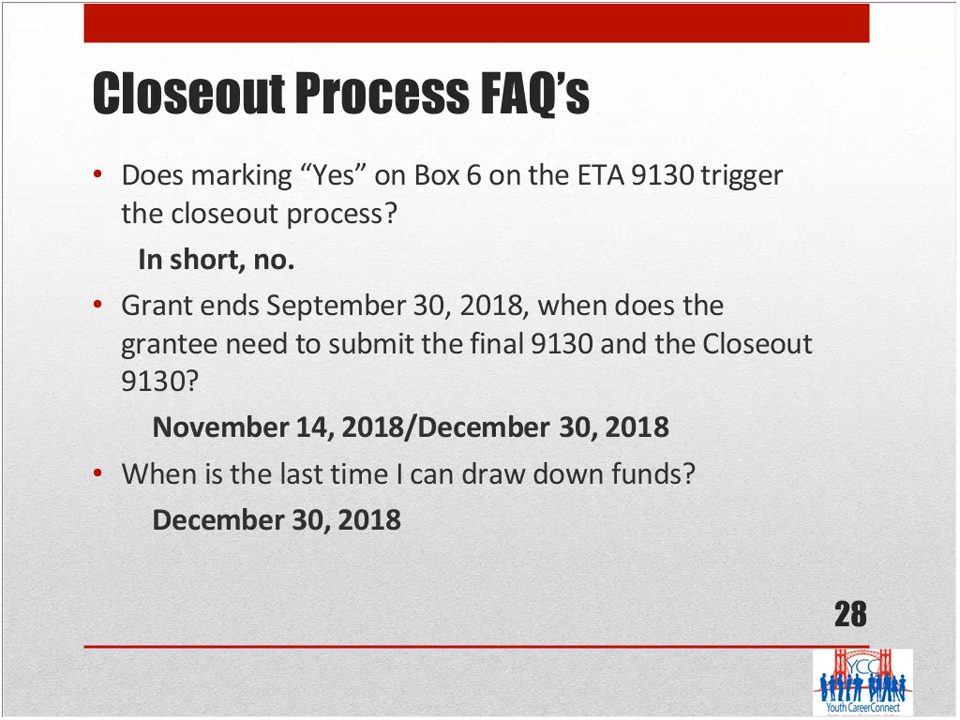 Closeout Process FAQ’s
• Does marking “Yes” on Box 6 on the ETA 9130 trigger
the closeout process?
In short, no.
• Grant ends September 30, 2018, when does the
grantee need to submit the final 9130 and the Closeout
9130?
November 14, 2018/December 30, 2018
• When is the last time I can draw down funds?
December 30, 2018
28
YCC
Youth CareerConnect